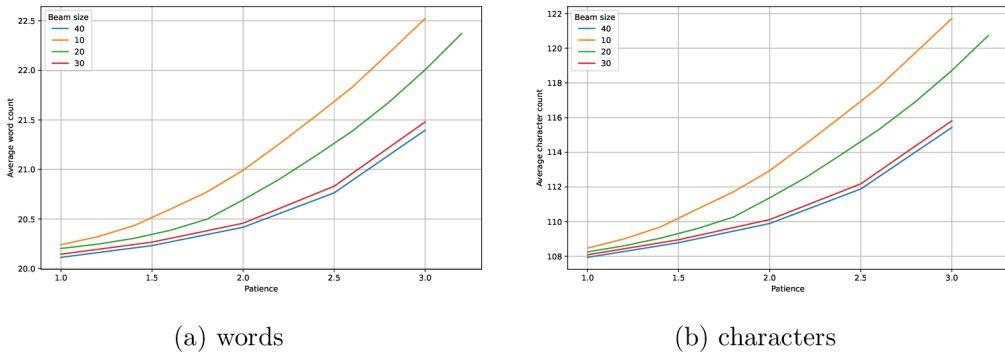 Beam size
40
10
20
30
22.5
22.0
21.5
21.0
20.5
20.0
Average word count
1.0 1.5 2.0 2.5 3.0
Patience
(a) words
Beam size
40
10
20
30
122
120
118
116
114
112
110
108
Average character count
1.0 1.5 2.0 2.5 3.0
Patience
(b) characters